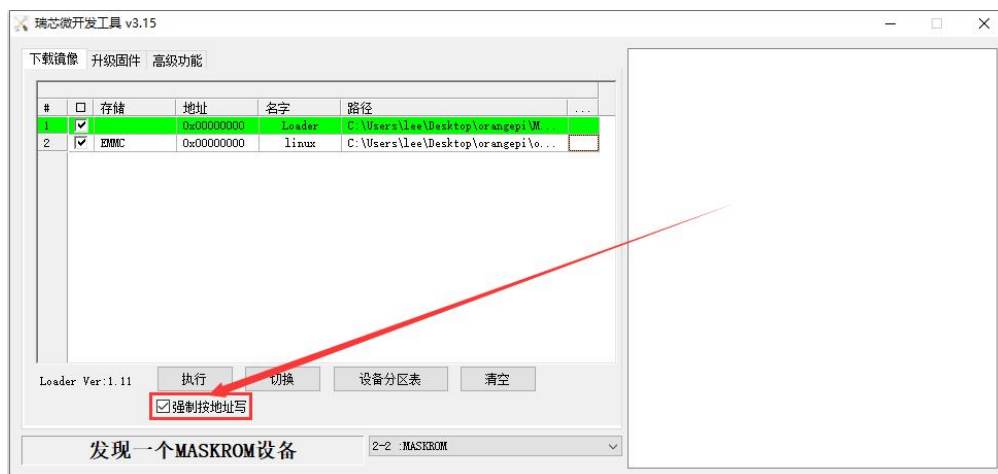 瑞芯微开发工具 v3.15
下载镜像 升级固件 高级功能
# 存储 地址 名字 路径 ...
1 0x00000000 Loader C:\Users\lee\Desktop\orangepi\M...
2 EMMC 0x00000000 linux C:\Users\lee\Desktop\orangepi\o...
Loader Ver:1.11 执行 切换 设备分区表 清空
强制按地址写
发现一个MASKROM设备 2-2 :MASKROM